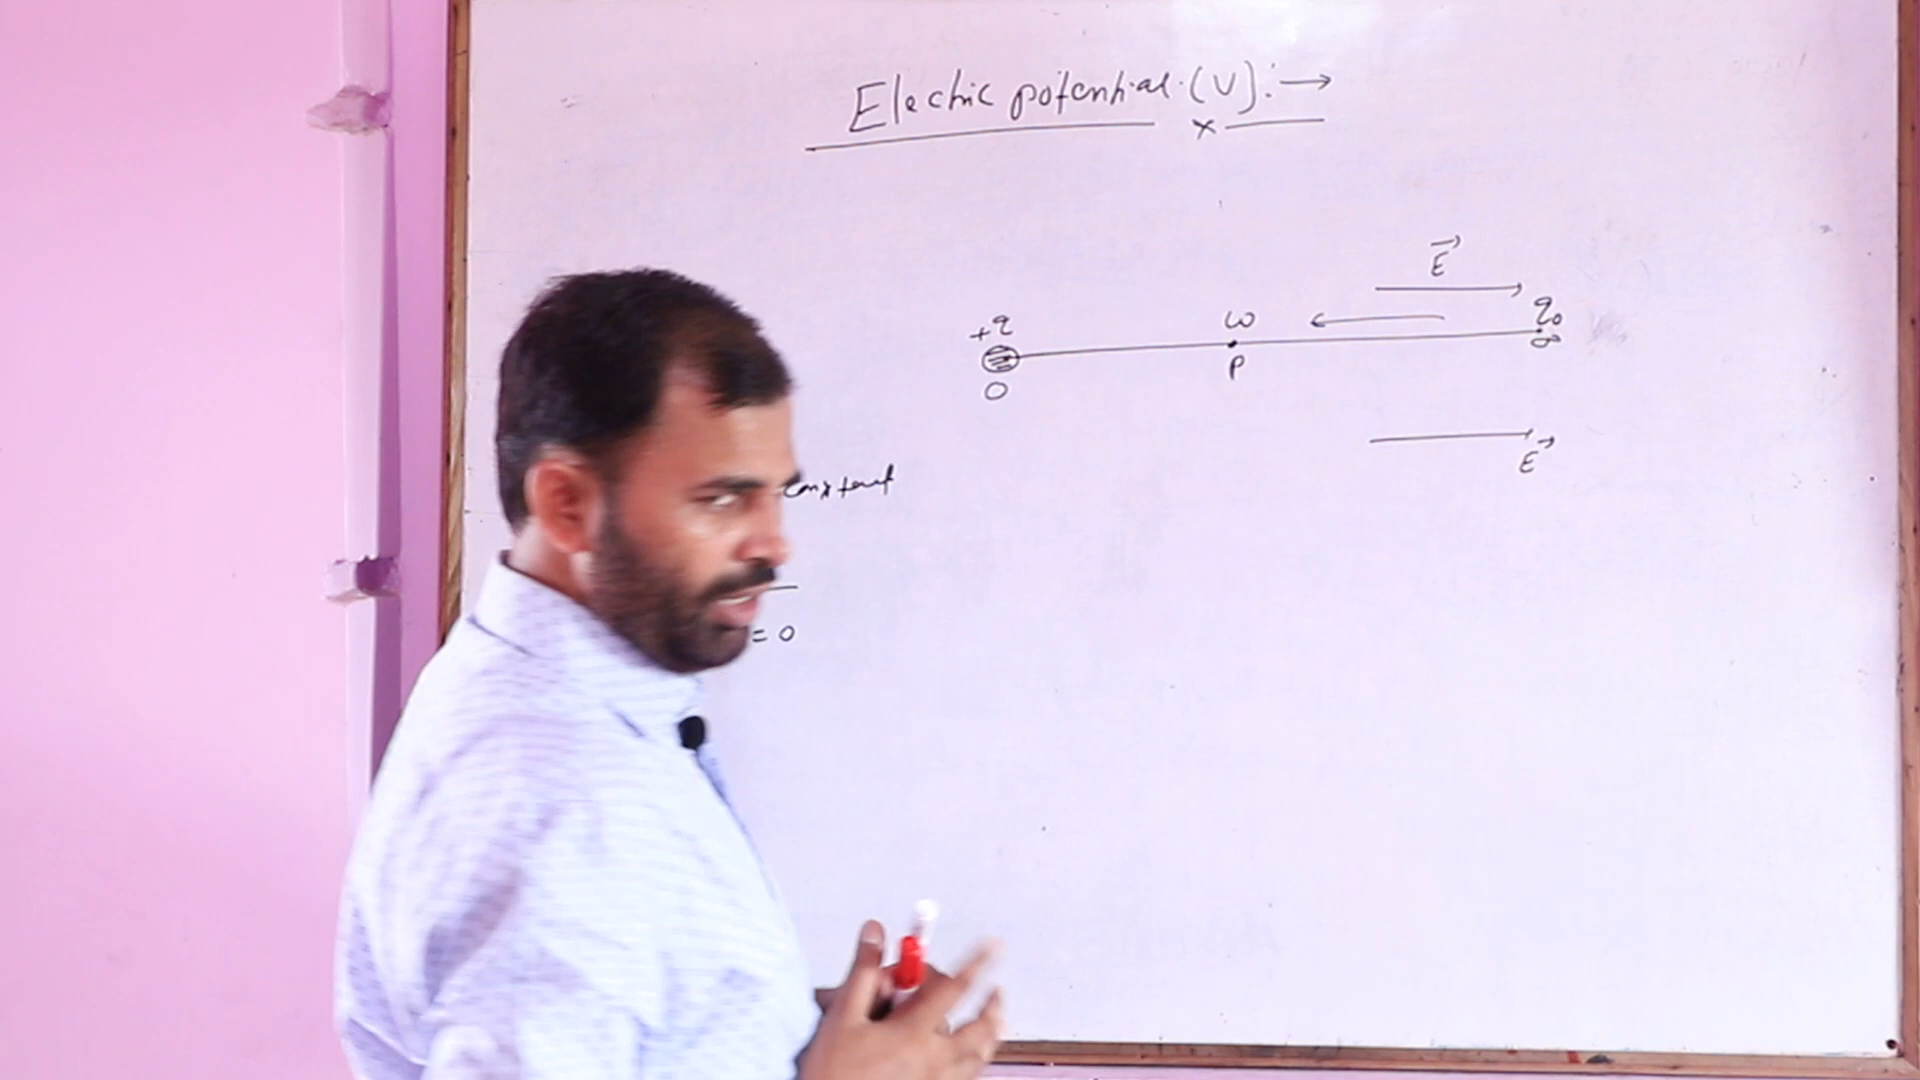 Electric potential (V):→
E
+q
W
q₀
O
P
E
constant
= 0